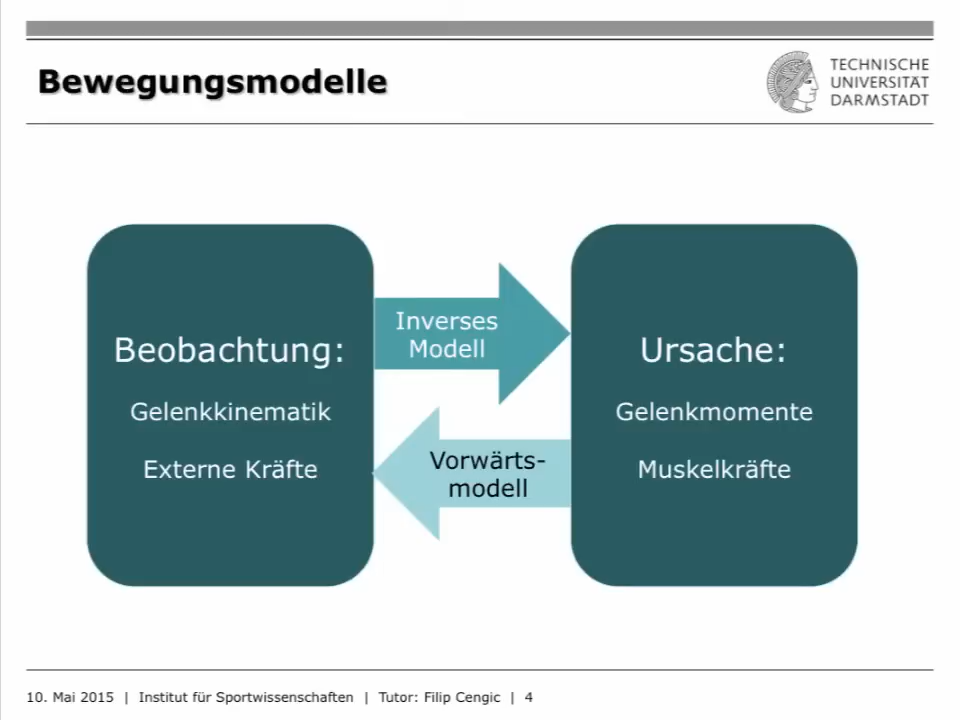 Bewegungsmodelle
TECHNISCHE
UNIVERSITÄT
DARMSTADT
Beobachtung:
Gelenkkinematik
Externe Kräfte
Inverses
Modell
Vorwärts-
modell
Ursache:
Gelenkmomente
Muskelkräfte
10. Mai 2015 | Institut für Sportwissenschaften | Tutor: Filip Cengic | 4